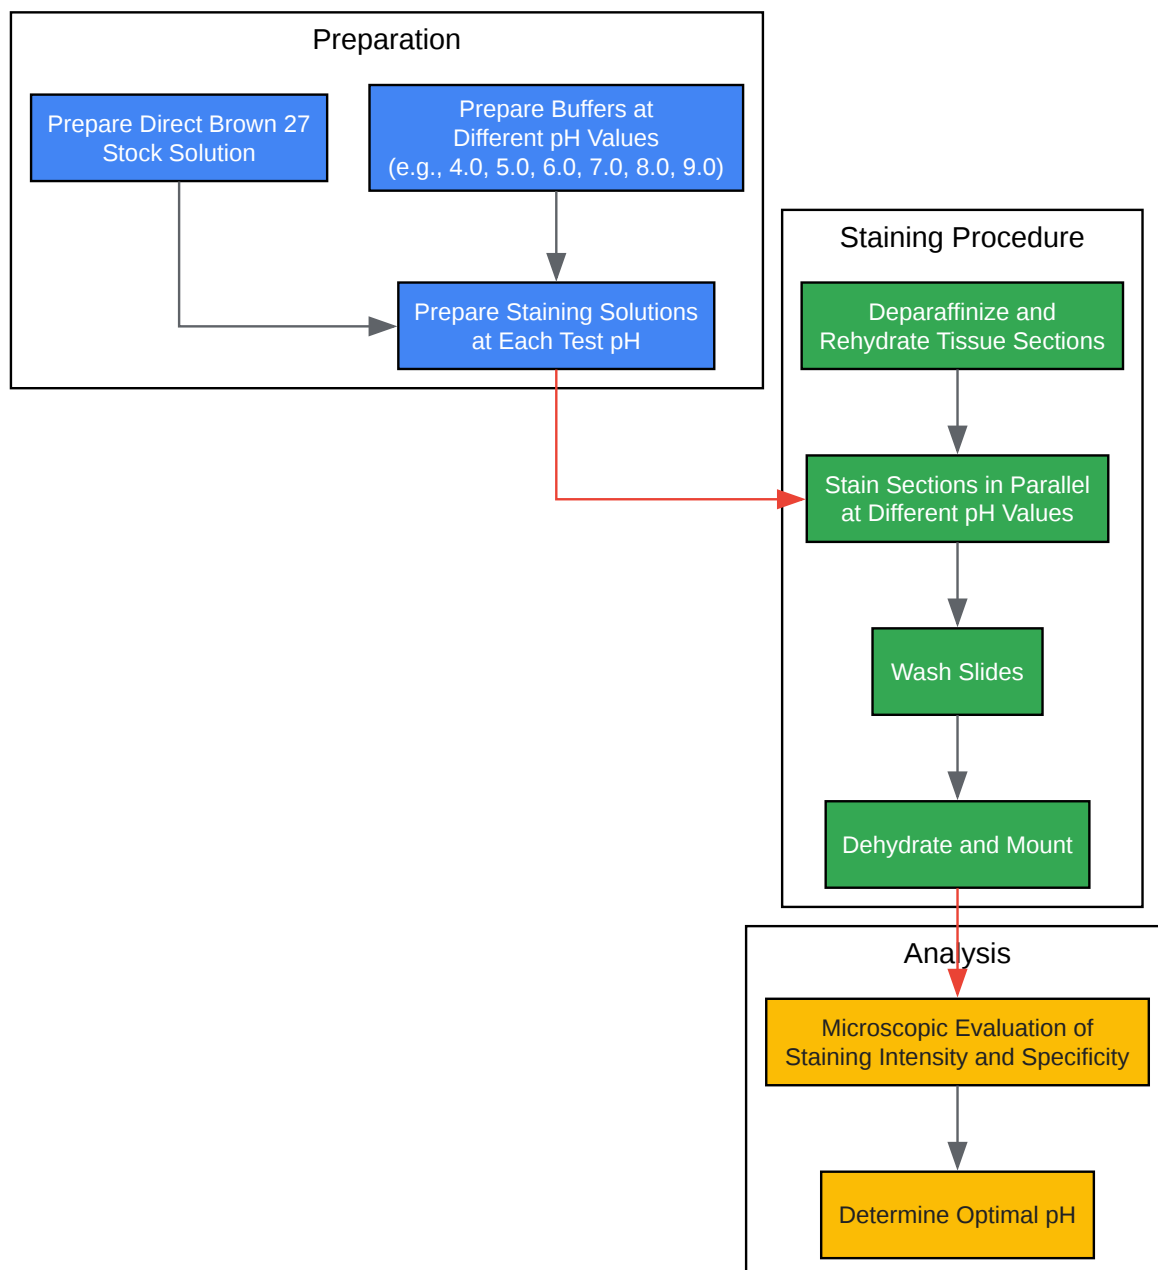 Preparation
Prepare Direct Brown 27
Stock Solution
Prepare Buffers at
Different pH Values
(e.g., 4.0, 5.0, 6.0, 7.0, 8.0, 9.0)
Prepare Staining Solutions
at Each Test pH
Staining Procedure
Deparaffinize and
Rehydrate Tissue Sections
Stain Sections in Parallel
at Different pH Values
Wash Slides
Dehydrate and Mount
Analysis
Microscopic Evaluation of
Staining Intensity and Specificity
Determine Optimal pH